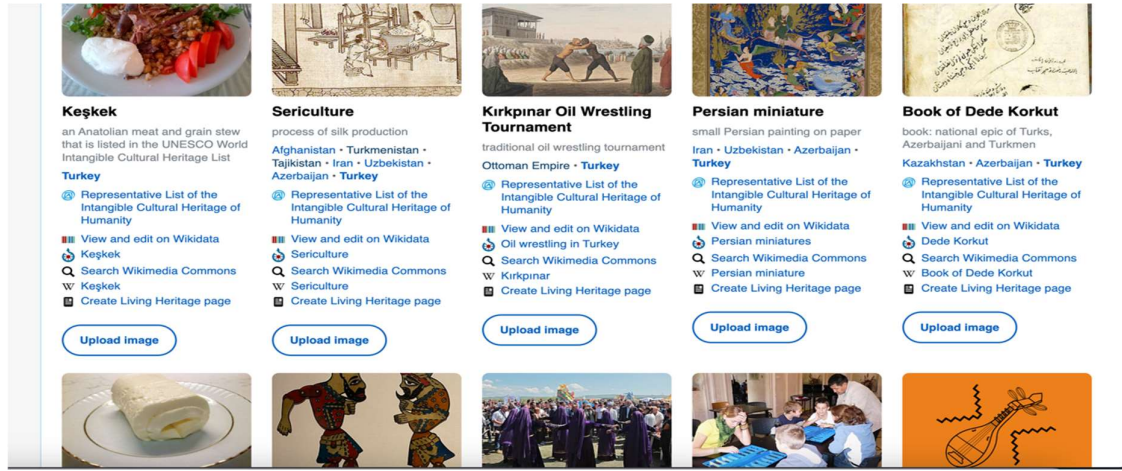 Keşkek
an Anatolian meat and grain stew
that is listed in the UNESCO World
Intangible Cultural Heritage List
Turkey
Representative List of the
Intangible Cultural Heritage of
Humanity
View and edit on Wikidata
Keşkek
Search Wikimedia Commons
W Keşkek
Create Living Heritage page
Upload image
Sericulture
process of silk production
Afghanistan • Turkmenistan •
Tajikistan • Iran • Uzbekistan •
Azerbaijan • Turkey
Representative List of the
Intangible Cultural Heritage of
Humanity
View and edit on Wikidata
Sericulture
Search Wikimedia Commons
W Sericulture
Create Living Heritage page
Upload image
Kırkpınar Oil Wrestling
Tournament
traditional oil wrestling tournament
Ottoman Empire • Turkey
Representative List of the
Intangible Cultural Heritage of
Humanity
View and edit on Wikidata
Oil wrestling in Turkey
Search Wikimedia Commons
W Kırkpınar
Create Living Heritage page
Upload image
Persian miniature
small Persian painting on paper
Iran • Uzbekistan • Azerbaijan •
Turkey
Representative List of the
Intangible Cultural Heritage of
Humanity
View and edit on Wikidata
Persian miniatures
Search Wikimedia Commons
W Persian miniature
Create Living Heritage page
Upload image
Book of Dede Korkut
book: national epic of Turks,
Azerbaijani and Turkmen
Kazakhstan • Azerbaijan • Turkey
Representative List of the
Intangible Cultural Heritage of
Humanity
View and edit on Wikidata
Dede Korkut
Search Wikimedia Commons
W Book of Dede Korkut
Create Living Heritage page
Upload image